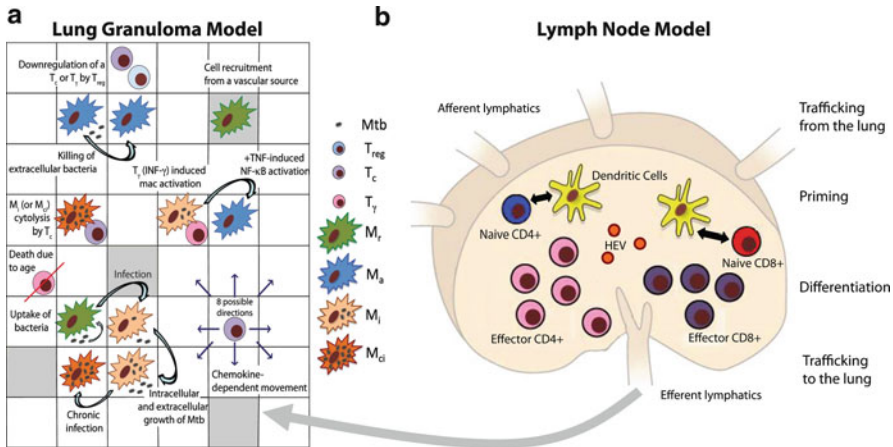 a
Lung Granuloma Model
Downregulation of a
Tc or Tγ by Treg
Cell recruitment
from a vascular source
Killing of
extracellular bacteria
Tγ (INF-γ) induced
mac activation
+TNF-induced
NF-κB activation
Mi (or Mci)
cytolysis
by Tc
Death due
to age
Infection
Uptake of
bacteria
8 possible
directions
Chemokine-
dependent movement
Chronic
infection
Intracellular
and extracellular
growth of Mtb
Mtb
Treg
Tc
Tγ
Mr
Ma
Mi
Mci
b
Lymph Node Model
Afferent lymphatics
Dendritic Cells
Naive CD4+
HEV
Naive CD8+
Effector CD4+
Effector CD8+
Efferent lymphatics
Trafficking
from the lung
Priming
Differentiation
Trafficking
to the lung